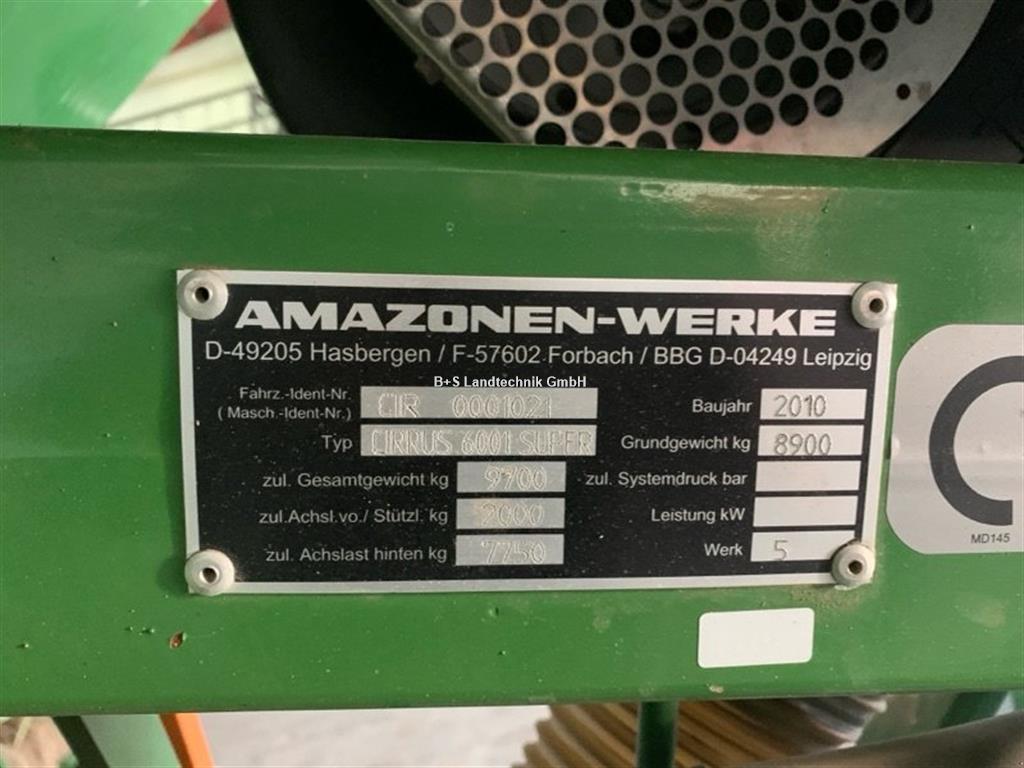 AMAZONEN-WERKE
D-49205 Hasbergen / F-57602 Forbach / BBG D-04249 Leipzig
B+S Landtechnik GmbH
Fahrz.-Ident-Nr. CIR 0001021 Baujahr 2010
(Masch.-Ident-Nr.)
Typ CIRRUS 6001 SUPER Grundgewicht kg 8900
zul. Gesamtgewicht kg 9700 zul. Systemdruck bar
zul.Achsl.vo./ Stützl. kg 2000 Leistung kW
zul. Achslast hinten kg 7750 Werk 5
MD145